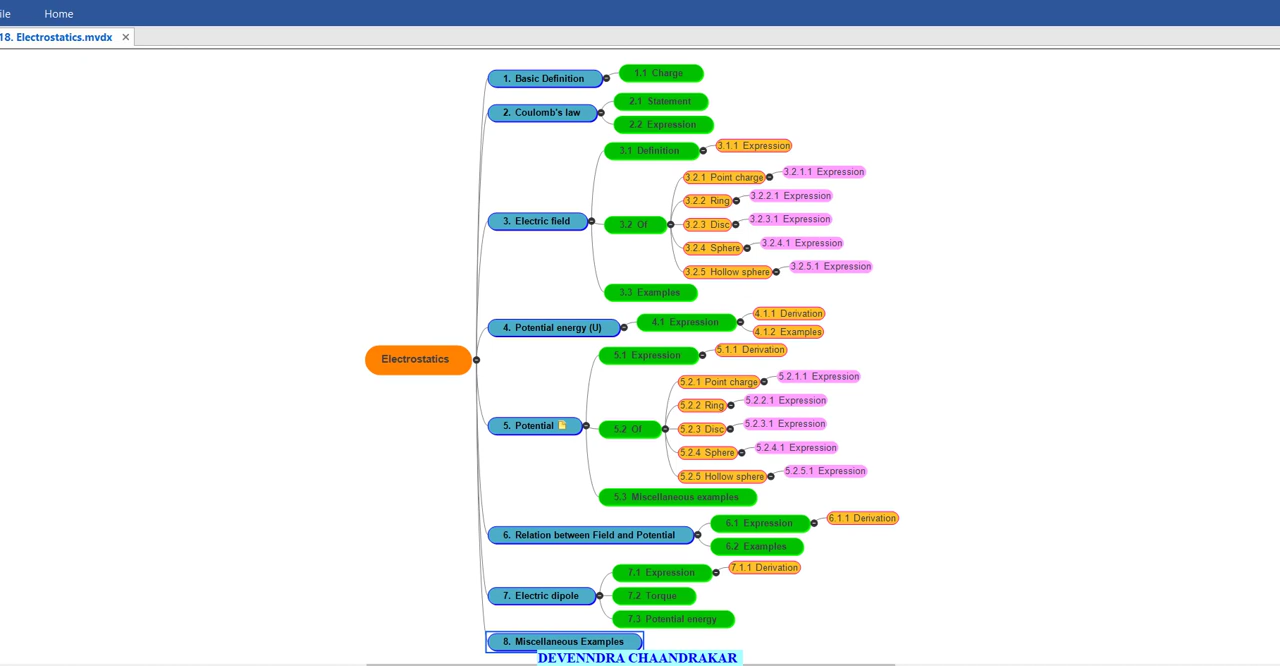 ile Home
18. Electrostatics.mvdx ×
Electrostatics
1. Basic Definition
1.1 Charge
2. Coulomb's law
2.1 Statement
2.2 Expression
3. Electric field
3.1 Definition
3.1.1 Expression
3.2 Of
3.2.1 Point charge
3.2.1.1 Expression
3.2.2 Ring
3.2.2.1 Expression
3.2.3 Disc
3.2.3.1 Expression
3.2.4 Sphere
3.2.4.1 Expression
3.2.5 Hollow sphere
3.2.5.1 Expression
3.3 Examples
4. Potential energy (U)
4.1 Expression
4.1.1 Derivation
4.1.2 Examples
5. Potential
5.1 Expression
5.1.1 Derivation
5.2 Of
5.2.1 Point charge
5.2.1.1 Expression
5.2.2 Ring
5.2.2.1 Expression
5.2.3 Disc
5.2.3.1 Expression
5.2.4 Sphere
5.2.4.1 Expression
5.2.5 Hollow sphere
5.2.5.1 Expression
5.3 Miscellaneous examples
6. Relation between Field and Potential
6.1 Expression
6.1.1 Derivation
6.2 Examples
7. Electric dipole
7.1 Expression
7.1.1 Derivation
7.2 Torque
7.3 Potential energy
8. Miscellaneous Examples
DEVENNDRA CHAANDRAKAR